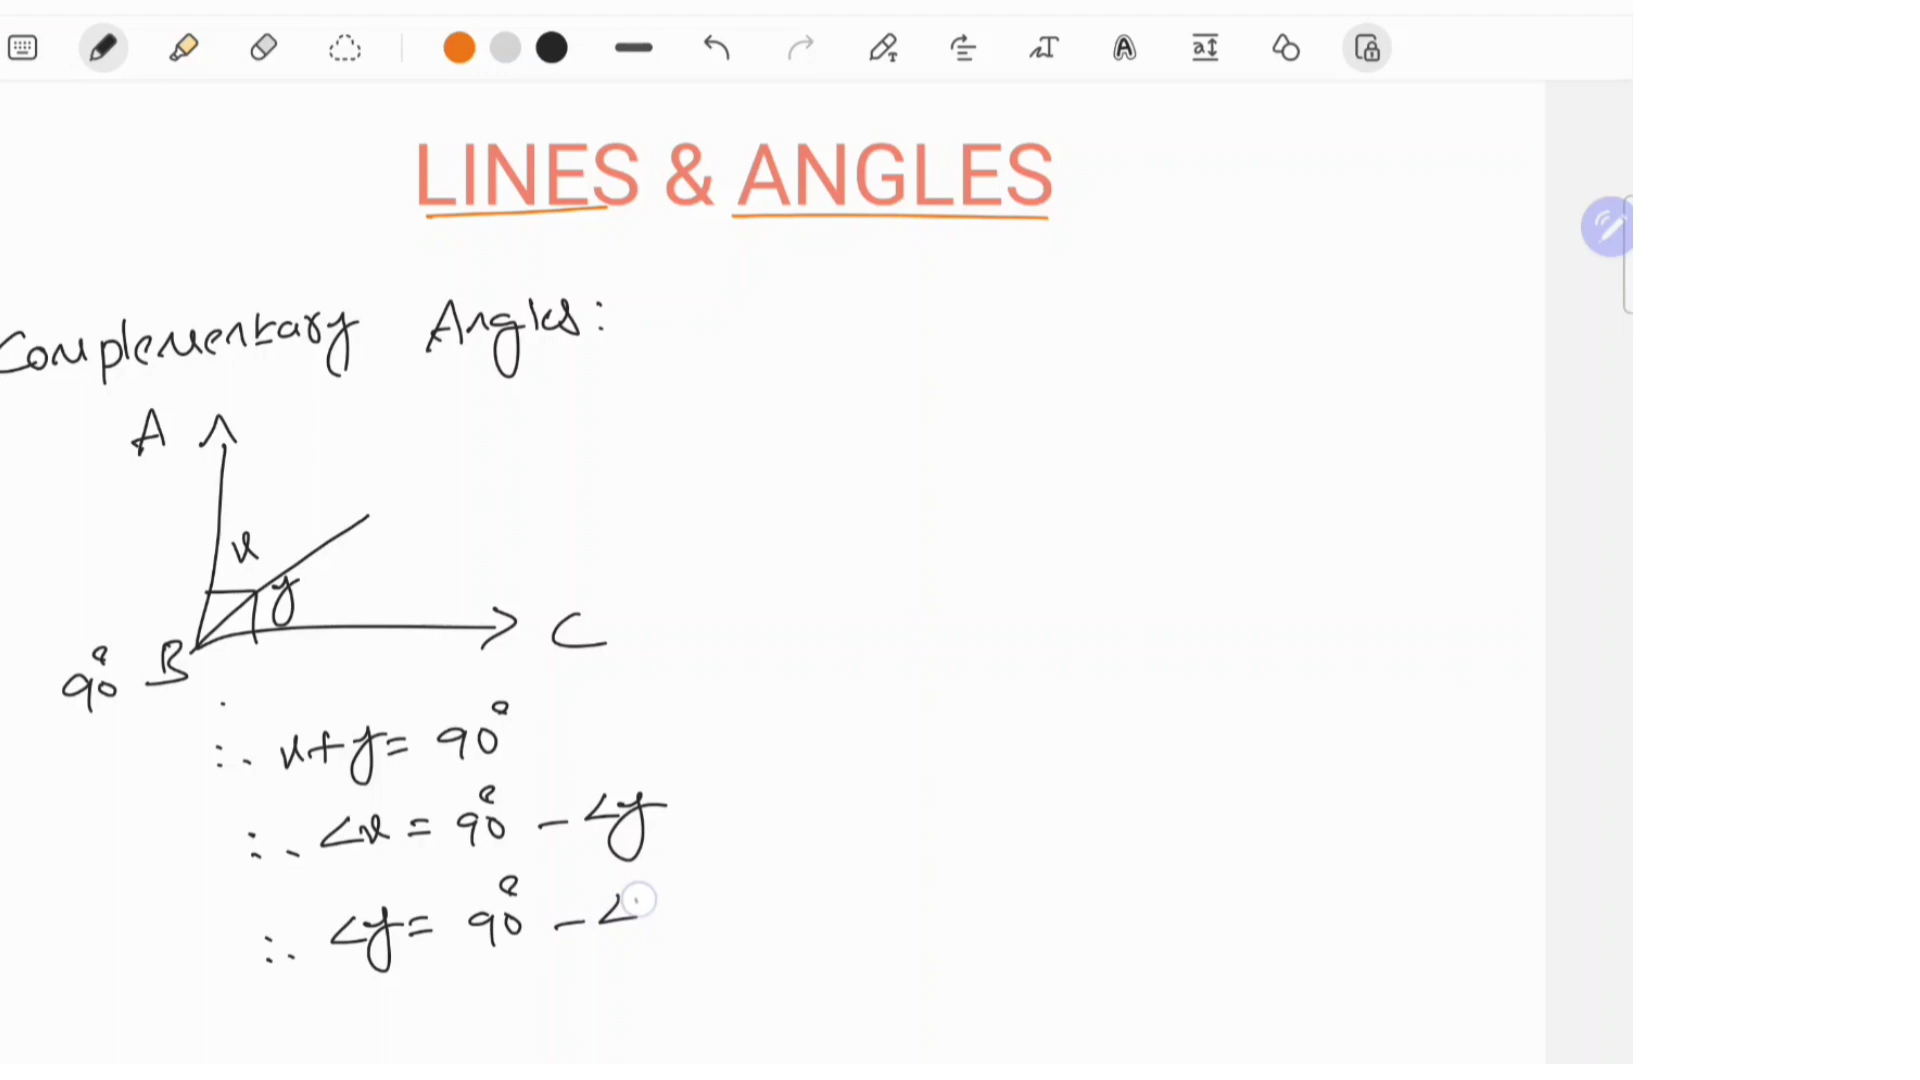 LINES & ANGLES
Complementary Angles:
A
x
y
C
90° B
∴ x+y= 90°
∴ ∠x = 90° - ∠y
∴ ∠y= 90° - ∠